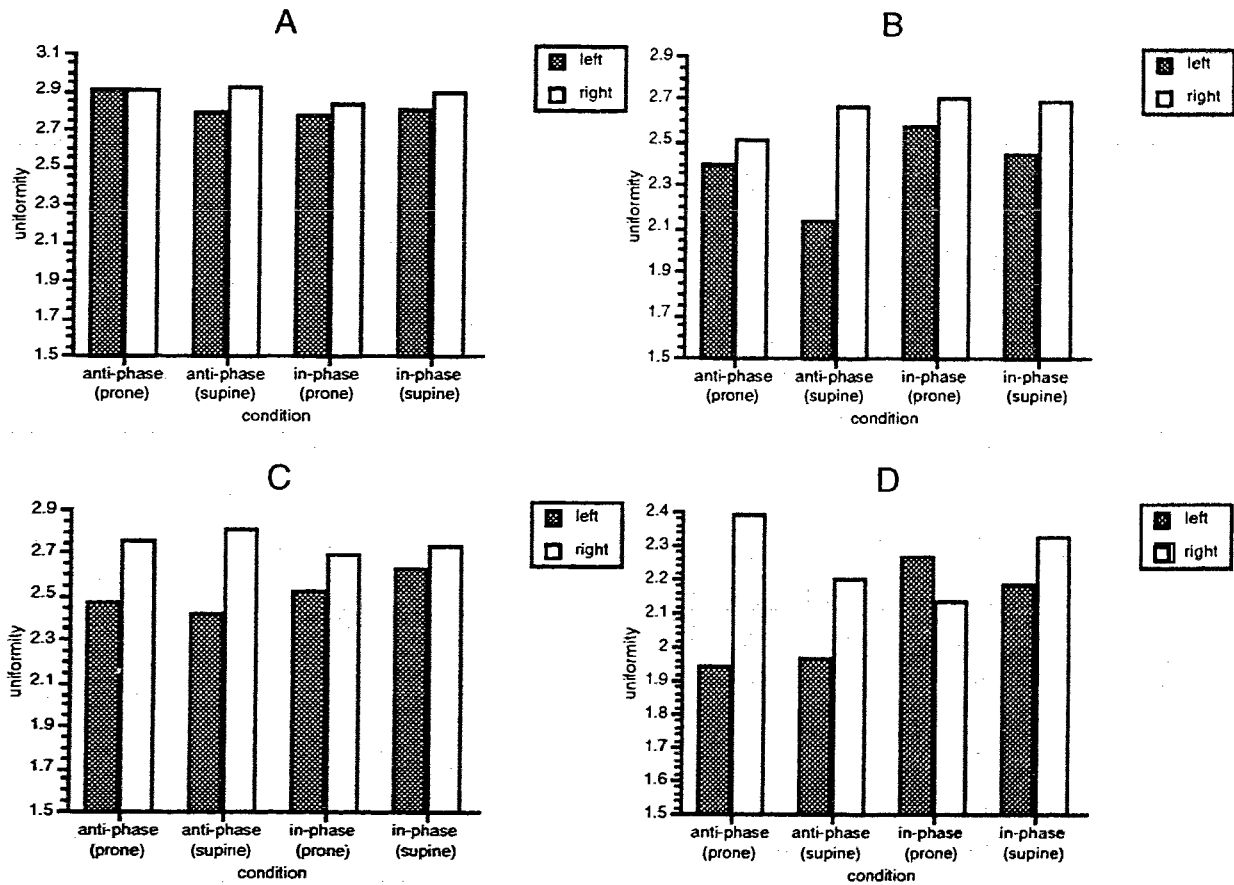 A
3.1
2.9
2.7
2.5
2.3
2.1
1.9
1.7
1.5
uniformity
left
right
anti-phase (prone)
anti-phase (supine)
in-phase (prone)
in-phase (supine)
condition
B
2.9
2.7
2.5
2.3
2.1
1.9
1.7
1.5
uniformity
left
right
anti-phase (prone)
anti-phase (supine)
in-phase (prone)
in-phase (supine)
condition
C
2.9
2.7
2.5
2.3
2.1
1.9
1.7
1.5
uniformity
left
right
anti-phase (prone)
anti-phase (supine)
in-phase (prone)
in-phase (supine)
condition
D
2.4
2.3
2.2
2.1
2
1.9
1.8
1.7
1.6
1.5
uniformity
left
right
anti-phase (prone)
anti-phase (supine)
in-phase (prone)
in-phase (supine)
condition